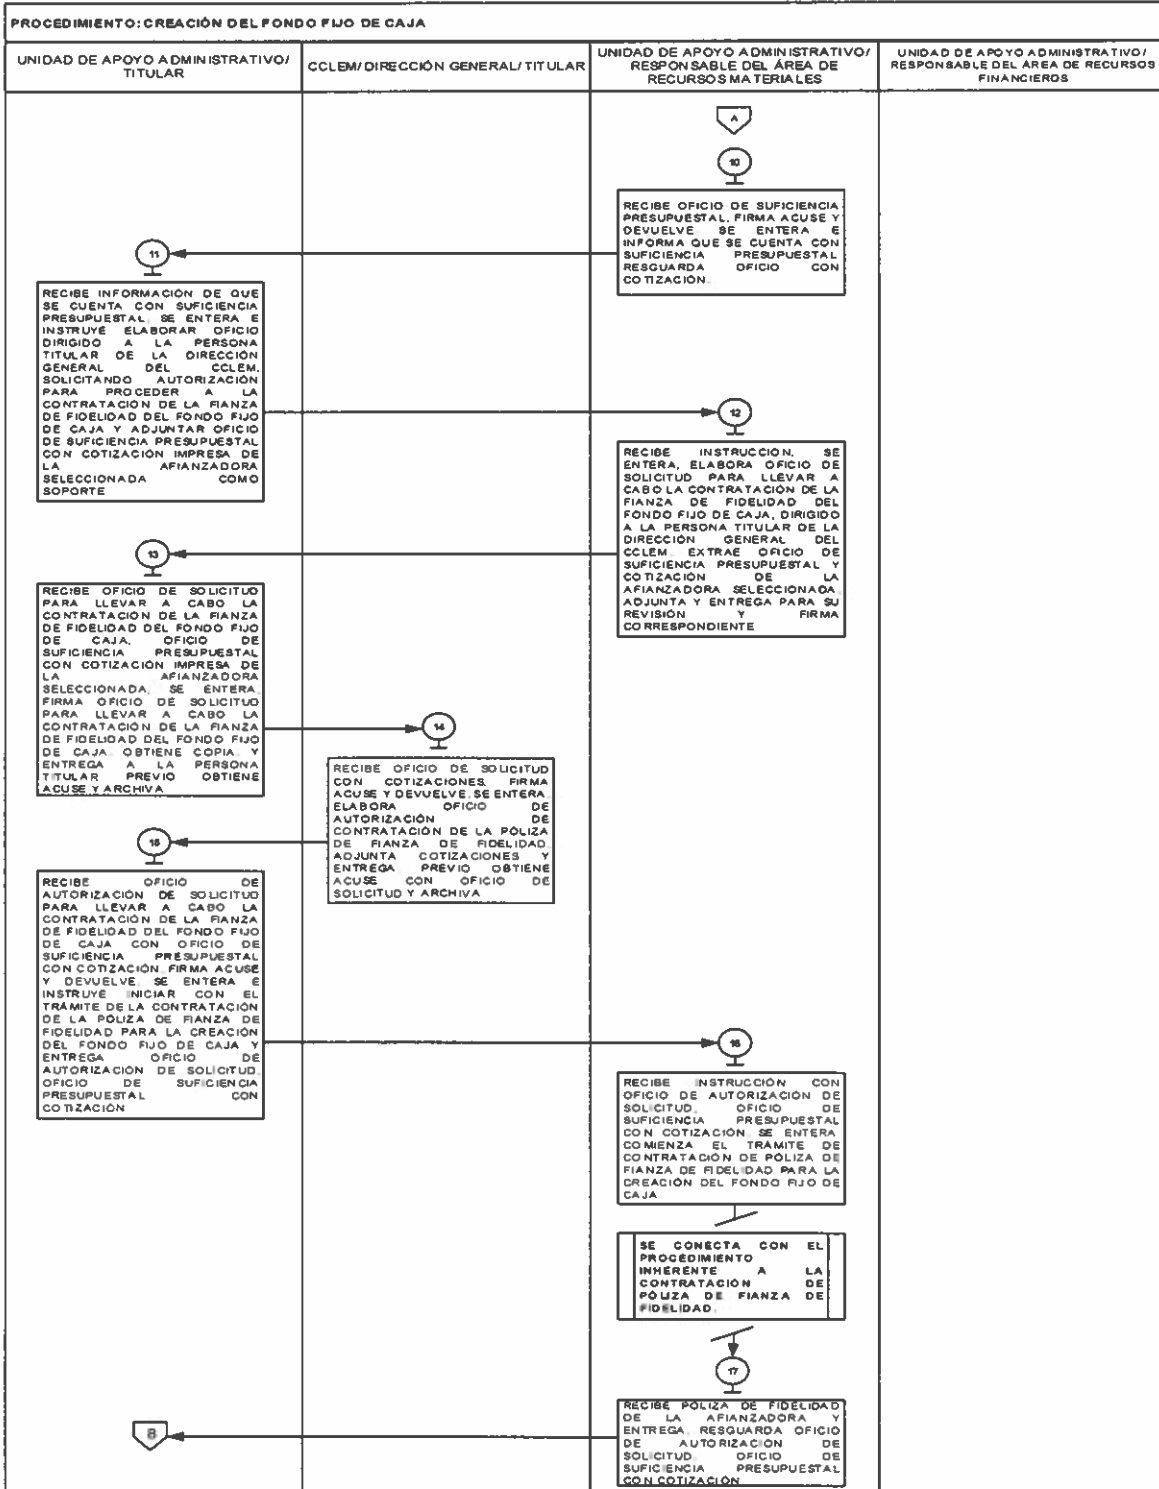 PROCEDIMIENTO: CREACIÓN DEL FONDO FIJO DE CAJA
UNIDAD DE APOYO ADMINISTRATIVO/
TITULAR
CCLEM/DIRECCIÓN GENERAL/TITULAR
UNIDAD DE APOYO ADMINISTRATIVO/
RESPONSABLE DEL ÁREA DE
RECURSOS MATERIALES
UNIDAD DE APOYO ADMINISTRATIVO/
RESPONSABLE DEL ÁREA DE RECURSOS
FINANCIEROS
A
10
RECIBE OFICIO DE SUFICIENCIA
PRESUPUESTAL, FIRMA ACUSE Y
DEVUELVE SE ENTERA E
INFORMA QUE SE CUENTA CON
SUFICIENCIA PRESUPUESTAL
RESGUARDA OFICIO CON
COTIZACIÓN.
11
RECIBE INFORMACIÓN DE QUE
SE CUENTA CON SUFICIENCIA
PRESUPUESTAL, SE ENTERA E
INSTRUYE ELABORAR OFICIO
DIRIGIDO A LA PERSONA
TITULAR DE LA DIRECCIÓN
GENERAL DEL CCLEM,
SOLICITANDO AUTORIZACIÓN
PARA PROCEDER A LA
CONTRATACIÓN DE LA FIANZA
DE FIDELIDAD DEL FONDO FIJO
DE CAJA Y ADJUNTAR OFICIO
DE SUFICIENCIA PRESUPUESTAL
CON COTIZACIÓN IMPRESA DE
LA AFIANZADORA
SELECCIONADA COMO
SOPORTE
12
RECIBE INSTRUCCIÓN, SE
ENTERA, ELABORA OFICIO DE
SOLICITUD PARA LLEVAR A
CABO LA CONTRATACIÓN DE LA
FIANZA DE FIDELIDAD DEL
FONDO FIJO DE CAJA, DIRIGIDO
A LA PERSONA TITULAR DE LA
DIRECCIÓN GENERAL DEL
CCLEM. EXTRAE OFICIO DE
SUFICIENCIA PRESUPUESTAL Y
COTIZACIÓN DE LA
AFIANZADORA SELECCIONADA,
ADJUNTA Y ENTREGA PARA SU
REVISIÓN Y FIRMA
CORRESPONDIENTE
13
RECIBE OFICIO DE SOLICITUD
PARA LLEVAR A CABO LA
CONTRATACIÓN DE LA FIANZA
DE FIDELIDAD DEL FONDO FIJO
DE CAJA, OFICIO DE
SUFICIENCIA PRESUPUESTAL
CON COTIZACIÓN IMPRESA DE
LA AFIANZADORA
SELECCIONADA, SE ENTERA,
FIRMA OFICIO DE SOLICITUD
PARA LLEVAR A CABO LA
CONTRATACIÓN DE LA FIANZA
DE FIDELIDAD DEL FONDO FIJO
DE CAJA. OBTIENE COPIA. Y
ENTREGA A LA PERSONA
TITULAR PREVIO OBTIENE
ACUSE Y ARCHIVA
14
RECIBE OFICIO DE SOLICITUD
CON COTIZACIONES FIRMA
ACUSE Y DEVUELVE. SE ENTERA.
ELABORA OFICIO DE
AUTORIZACIÓN DE
CONTRATACIÓN DE LA PÓLIZA
DE FIANZA DE FIDELIDAD.
ADJUNTA COTIZACIONES Y
ENTREGA PREVIO OBTIENE
ACUSE CON OFICIO DE
SOLICITUD Y ARCHIVA
15
RECIBE OFICIO DE
AUTORIZACIÓN DE SOLICITUD
PARA LLEVAR A CABO LA
CONTRATACIÓN DE LA FIANZA
DE FIDELIDAD DEL FONDO FIJO
DE CAJA CON OFICIO DE
SUFICIENCIA PRESUPUESTAL
CON COTIZACIÓN. FIRMA ACUSE
Y DEVUELVE. SE ENTERA E
INSTRUYE INICIAR CON EL
TRÁMITE DE LA CONTRATACIÓN
DE LA PÓLIZA DE FIANZA DE
FIDELIDAD PARA LA CREACIÓN
DEL FONDO FIJO DE CAJA Y
ENTREGA OFICIO DE
AUTORIZACIÓN DE SOLICITUD,
OFICIO DE SUFICIENCIA
PRESUPUESTAL CON
COTIZACIÓN
16
RECIBE INSTRUCCIÓN CON
OFICIO DE AUTORIZACIÓN DE
SOLICITUD, OFICIO DE
SUFICIENCIA PRESUPUESTAL
CON COTIZACIÓN, SE ENTERA
COMIENZA EL TRÁMITE DE
CONTRATACIÓN DE PÓLIZA DE
FIANZA DE FIDELIDAD PARA LA
CREACIÓN DEL FONDO FIJO DE
CAJA
SE CONECTA CON EL
PROCEDIMIENTO
INHERENTE A LA
CONTRATACIÓN DE
PÓLIZA DE FIANZA DE
FIDELIDAD.
17
RECIBE PÓLIZA DE FIDELIDAD
DE LA AFIANZADORA Y
ENTREGA, RESGUARDA OFICIO
DE AUTORIZACIÓN DE
SOLICITUD, OFICIO DE
SUFICIENCIA PRESUPUESTAL
CON COTIZACIÓN
B